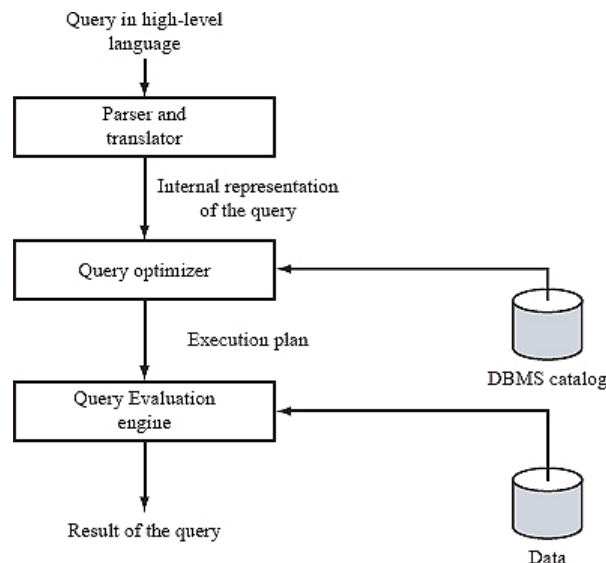 Query in high-level
language
Parser and
translator
Internal representation
of the query
Query optimizer
Execution plan
DBMS catalog
Query Evaluation
engine
Result of the query
Data